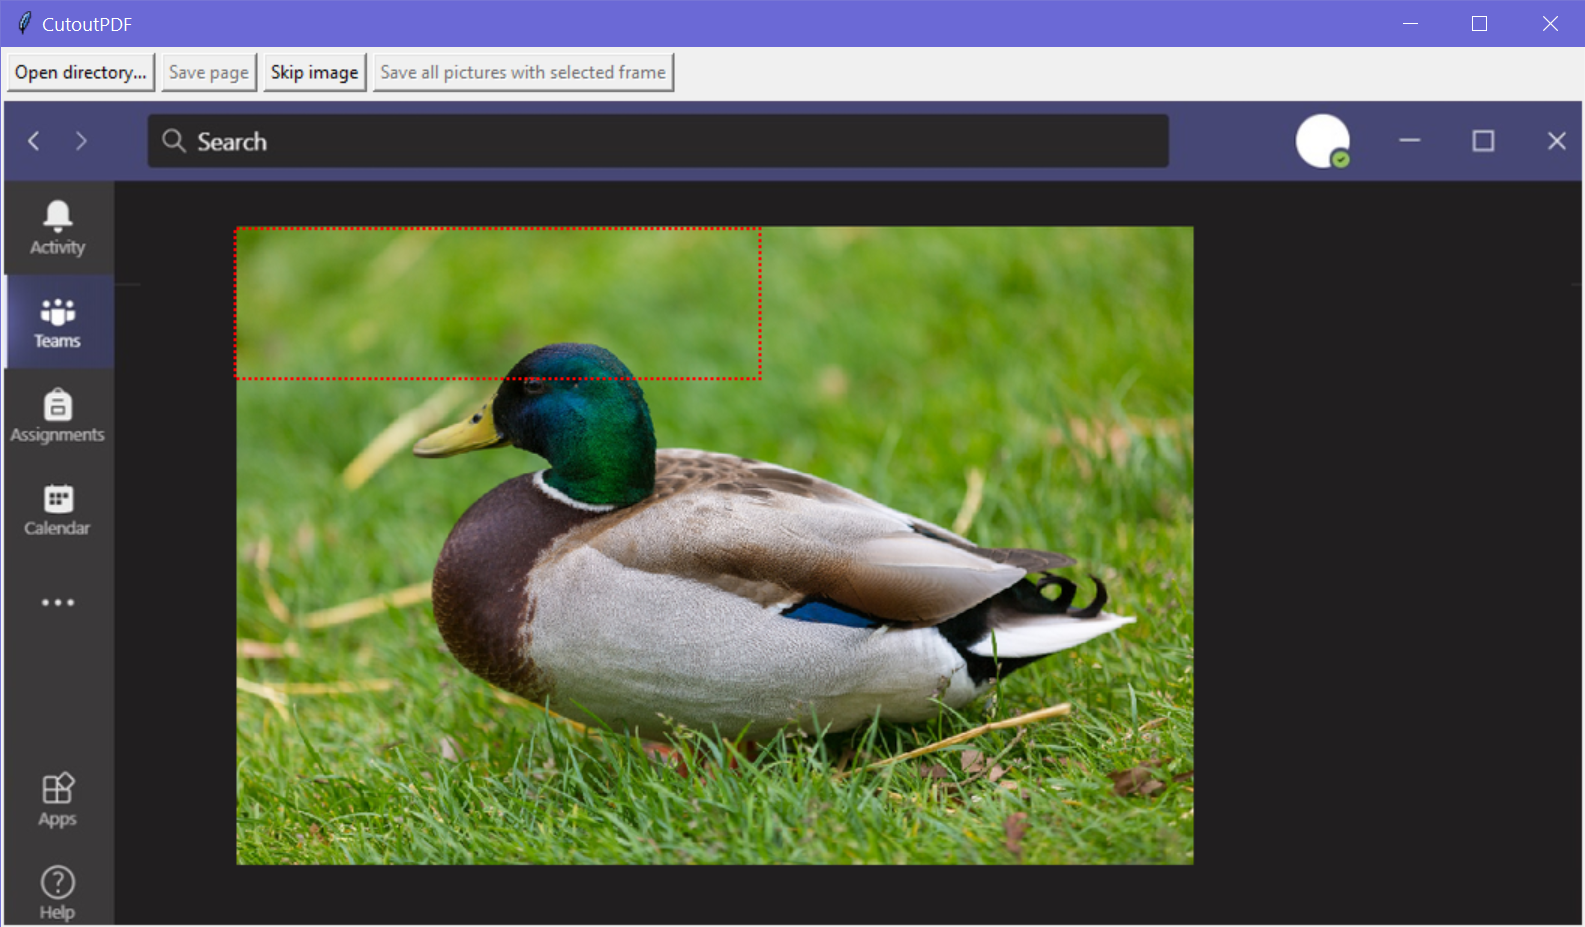 CutoutPDF
Open directory... Save page Skip image Save all pictures with selected frame
Search
Activity
Teams
Assignments
Calendar
Apps
Help